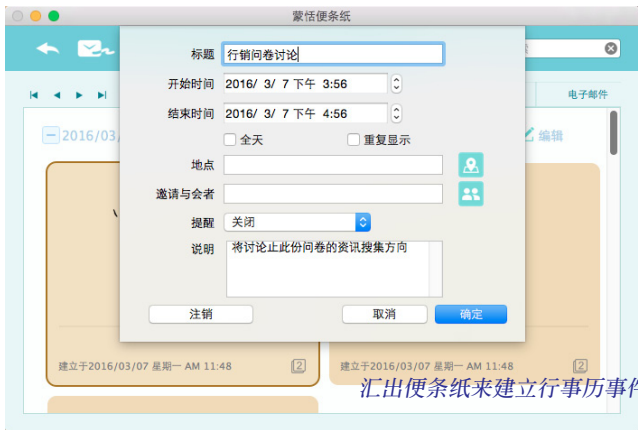 蒙恬便条纸
标题 行销问卷讨论
开始时间 2016/ 3/ 7 下午 3:56
结束时间 2016/ 3/ 7 下午 4:56
全天 重复显示
地点
邀请与会者
提醒 关闭
说明 将讨论止此份问卷的资讯搜集方向
注销 取消 确定
电子邮件
2016/03/
编辑
建立于2016/03/07 星期一 AM 11:48 2
建立于2016/03/07 星期一 AM 11:48 2
汇出便条纸来建立行事历事件